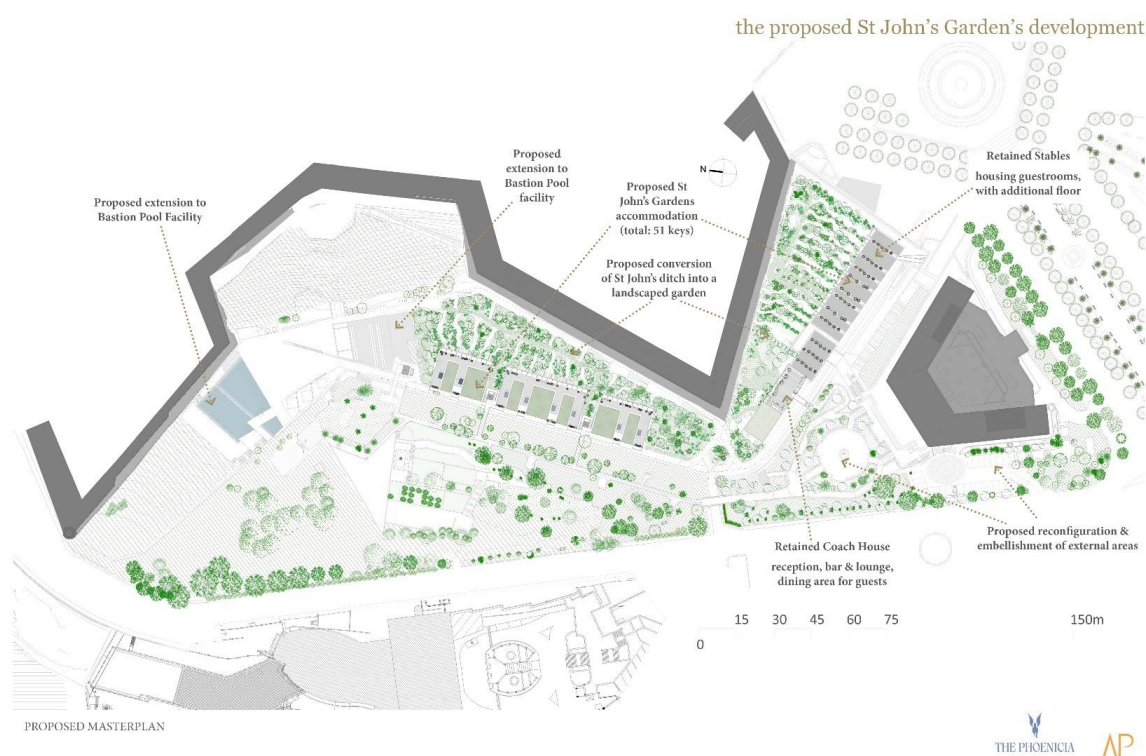 the proposed St John's Garden's development
Proposed extension to
Bastion Pool Facility
Proposed
extension to
Bastion Pool
facility
Proposed St
John's Gardens
accommodation
(total: 51 keys)
Proposed conversion
of St John's ditch into a
landscaped garden
N
Retained Stables
housing guestrooms,
with additional floor
Retained Coach House
reception, bar & lounge,
dining area for guests
Proposed reconfiguration &
embellishment of external areas
0 15 30 45 60 75 150m
PROPOSED MASTERPLAN
THE PHOENICIA
AP